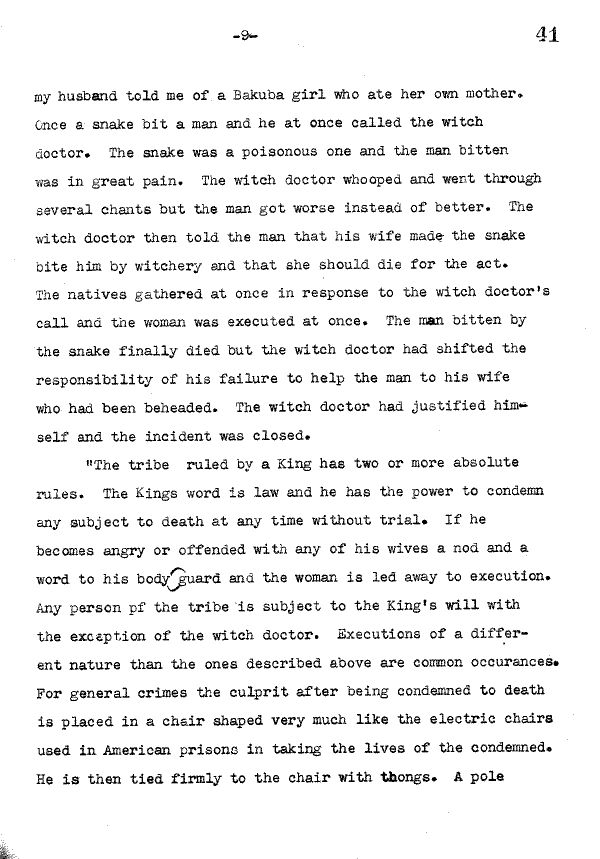 -9- 41
my husband told me of a Bakuba girl who ate her own mother.
Once a snake bit a man and he at once called the witch
doctor. The snake was a poisonous one and the man bitten
was in great pain. The witch doctor whooped and went through
several chants but the man got worse instead of better. The
witch doctor then told the man that his wife made the snake
bite him by witchery and that she should die for the act.
The natives gathered at once in response to the witch doctor's
call and the woman was executed at once. The man bitten by
the snake finally died but the witch doctor had shifted the
responsibility of his failure to help the man to his wife
who had been beheaded. The witch doctor had justified him-
self and the incident was closed.
"The tribe ruled by a King has two or more absolute
rules. The Kings word is law and he has the power to condemn
any subject to death at any time without trial. If he
becomes angry or offended with any of his wives a nod and a
word to his body guard and the woman is led away to execution.
Any person pf the tribe is subject to the King's will with
the exception of the witch doctor. Executions of a differ-
ent nature than the ones described above are common occurances.
For general crimes the culprit after being condemned to death
is placed in a chair shaped very much like the electric chairs
used in American prisons in taking the lives of the condemned.
He is then tied firmly to the chair with thongs. A pole